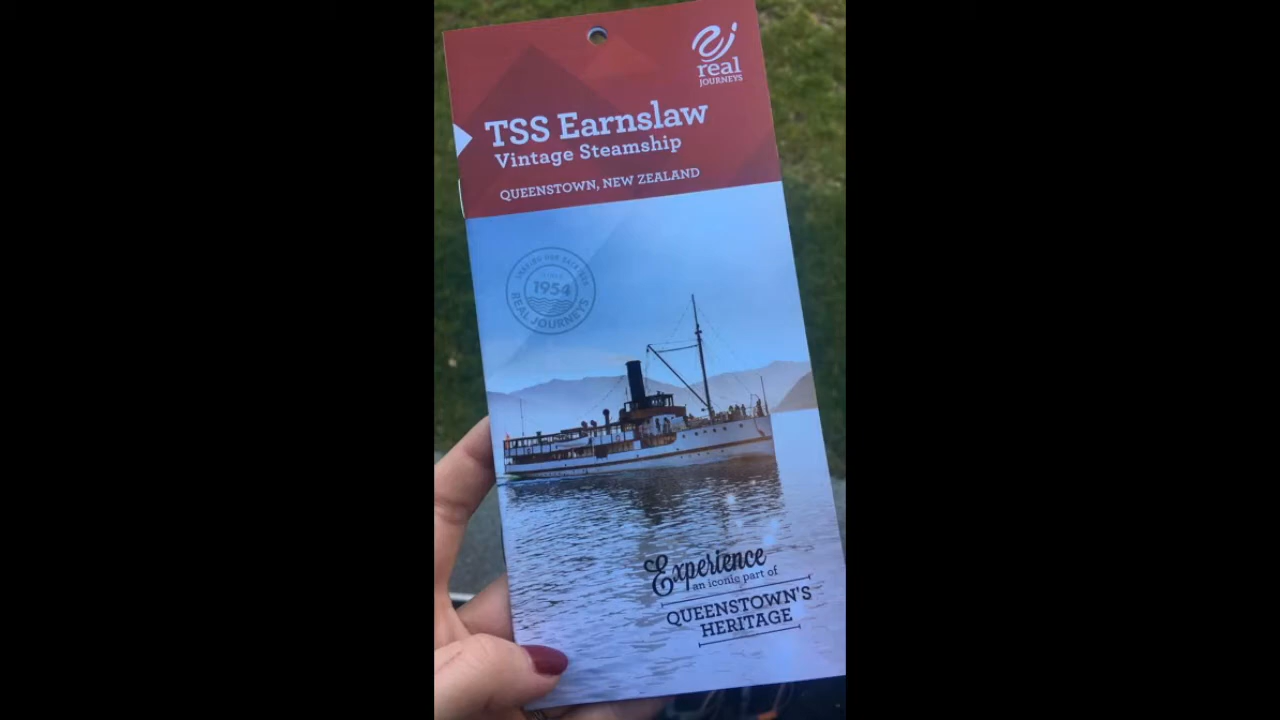 real
JOURNEYS
TSS Earnslaw
Vintage Steamship
QUEENSTOWN, NEW ZEALAND
SINCE
1954
REAL JOURNEYS
Experience
an iconic part of
QUEENSTOWN'S
HERITAGE